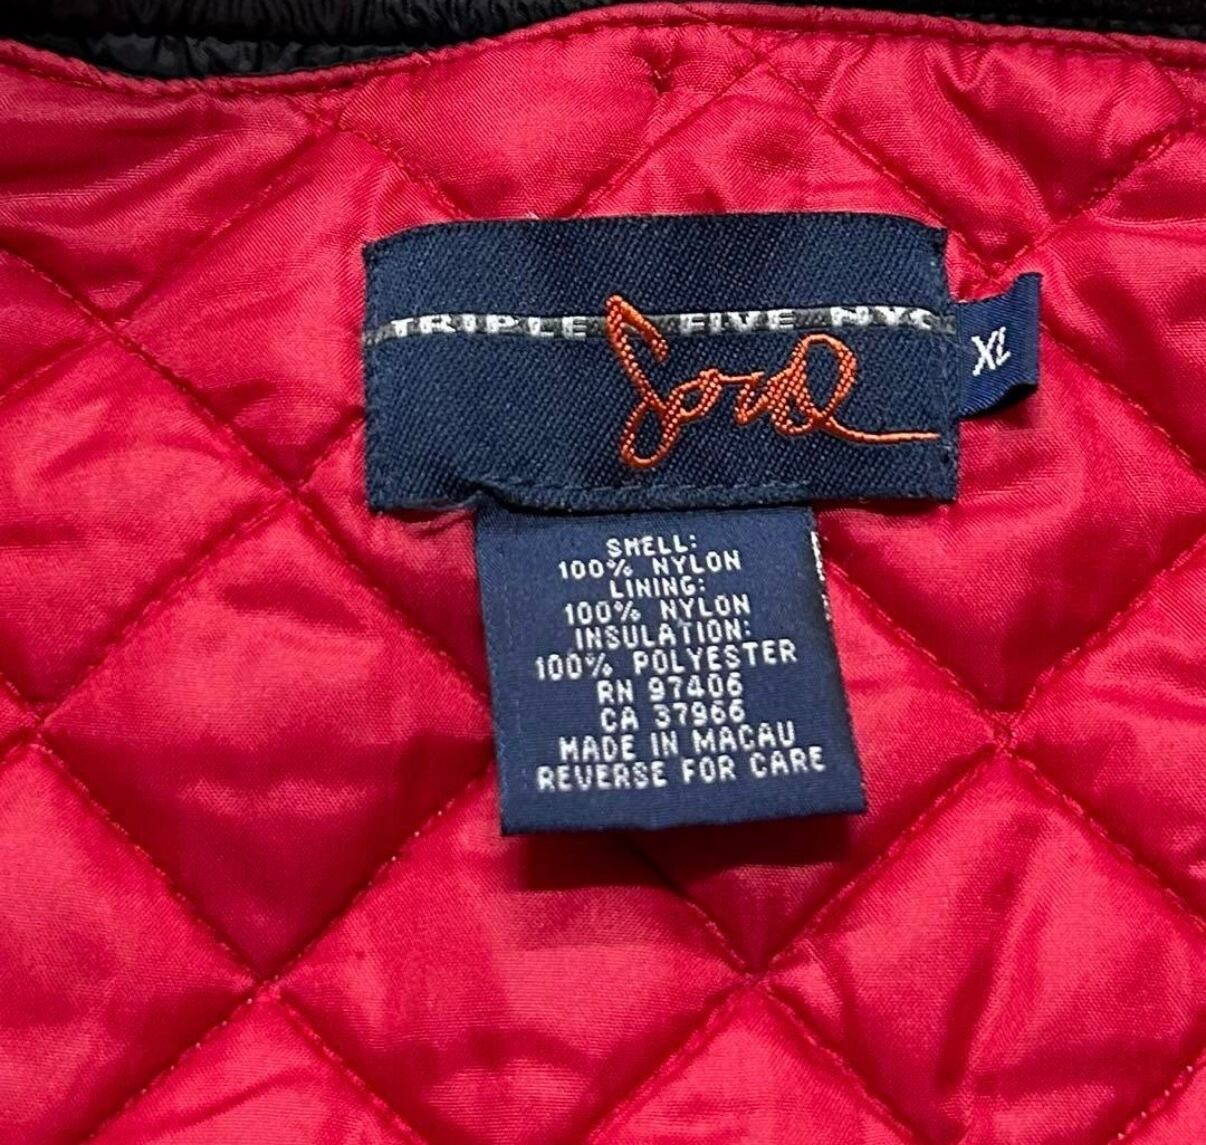 TRIPLE FIVE NYC
Soul
XL
SHELL:
100% NYLON
LINING:
100% NYLON
INSULATION:
100% POLYESTER
RN 97406
CA 37966
MADE IN MACAU
REVERSE FOR CARE